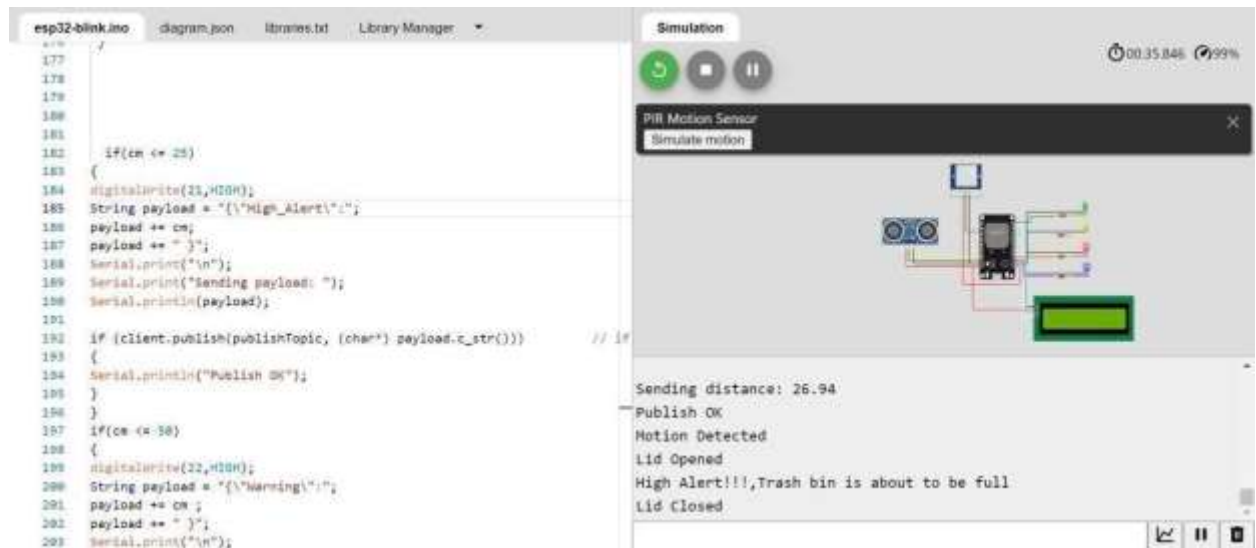 esp32-blink.ino diagram.json libraries.txt Library Manager
177
178
179
180
181
182 if(cm <= 25)
183 {
184 digitalWrite(21,HIGH);
185 String payload = "{\"High_Alert\":";
186 payload += cm;
187 payload += " }";
188 Serial.print("\n");
189 Serial.print("Sending payload: ");
190 Serial.println(payload);
191
192 if (client.publish(publishTopic, (char*) payload.c_str())) // if
193 {
194 Serial.println("Publish OK");
195 }
196 }
197 if(cm <= 50)
198 {
199 digitalWrite(22,HIGH);
200 String payload = "{\"Warning\":";
201 payload += cm ;
202 payload += " }";
203 Serial.print("\n");
Simulation
00:35.846 99%
PIR Motion Sensor
Simulate motion
Sending distance: 26.94
Publish OK
Motion Detected
Lid Opened
High Alert!!!,Trash bin is about to be full
Lid Closed